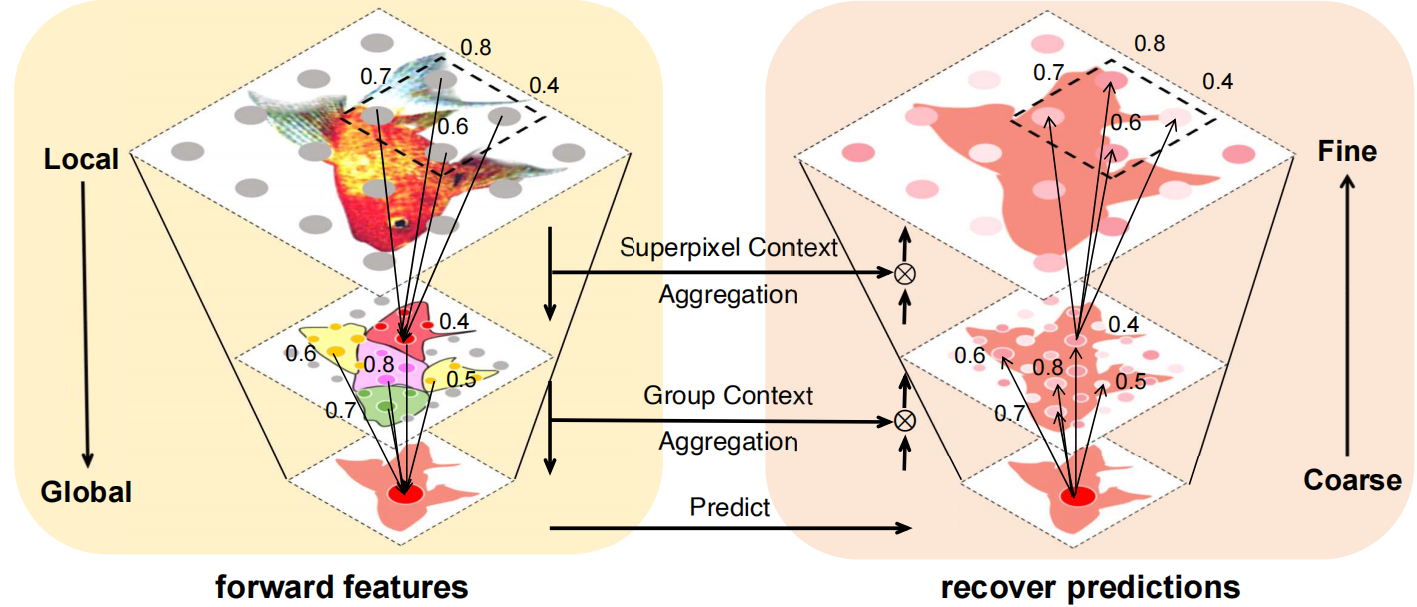 0.8
0.7
0.4
0.6
Local
Global
0.4
0.6
0.8
0.5
0.7
forward features
Superpixel Context
Aggregation
Group Context
Aggregation
Predict
0.8
0.7
0.4
0.6
Fine
Coarse
0.4
0.6
0.8
0.5
0.7
recover predictions